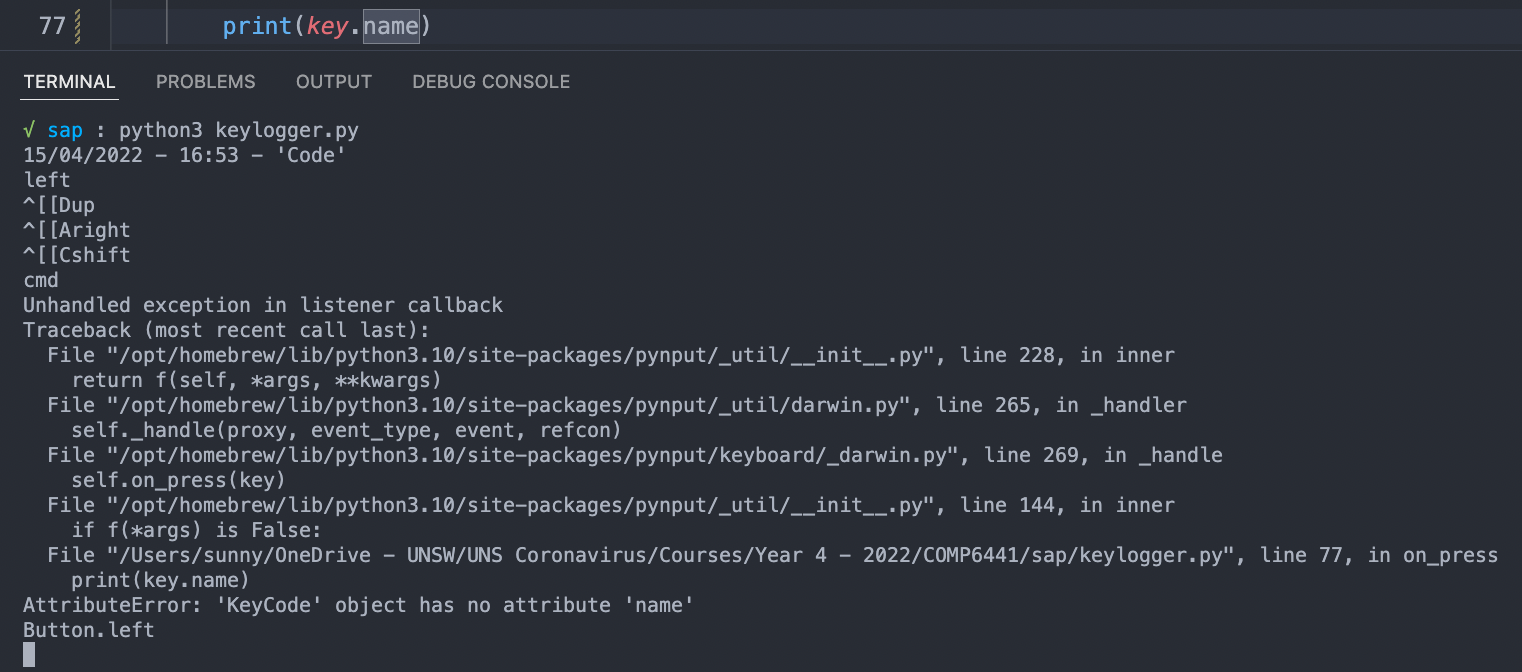 77 print(key.name)
TERMINAL PROBLEMS OUTPUT DEBUG CONSOLE
√ sap : python3 keylogger.py
15/04/2022 - 16:53 - 'Code'
left
^[[Dup
^[[Aright
^[[Cshift
cmd
Unhandled exception in listener callback
Traceback (most recent call last):
  File "/opt/homebrew/lib/python3.10/site-packages/pynput/_util/__init__.py", line 228, in inner
    return f(self, *args, **kwargs)
  File "/opt/homebrew/lib/python3.10/site-packages/pynput/_util/darwin.py", line 265, in _handler
    self._handle(proxy, event_type, event, refcon)
  File "/opt/homebrew/lib/python3.10/site-packages/pynput/keyboard/_darwin.py", line 269, in _handle
    self.on_press(key)
  File "/opt/homebrew/lib/python3.10/site-packages/pynput/_util/__init__.py", line 144, in inner
    if f(*args) is False:
  File "/Users/sunny/OneDrive - UNSW/UNS Coronavirus/Courses/Year 4 - 2022/COMP6441/sap/keylogger.py", line 77, in on_press
    print(key.name)
AttributeError: 'KeyCode' object has no attribute 'name'
Button.left